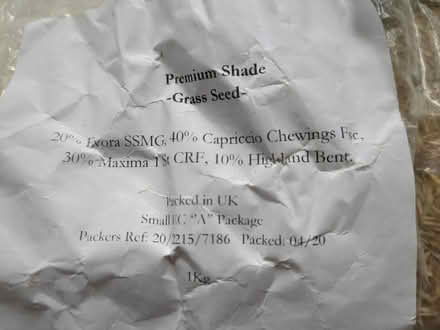 Premium Shade
-Grass Seed-
20% Evora SSMG, 40% Capriccio Chewings Fsc,
30% Maxima 1 St CRF, 10% Highland Bent.
Packed in UK
Small EC "A" Package
Packers Ref: 20/215/7186 Packed: 04/20
1Kg